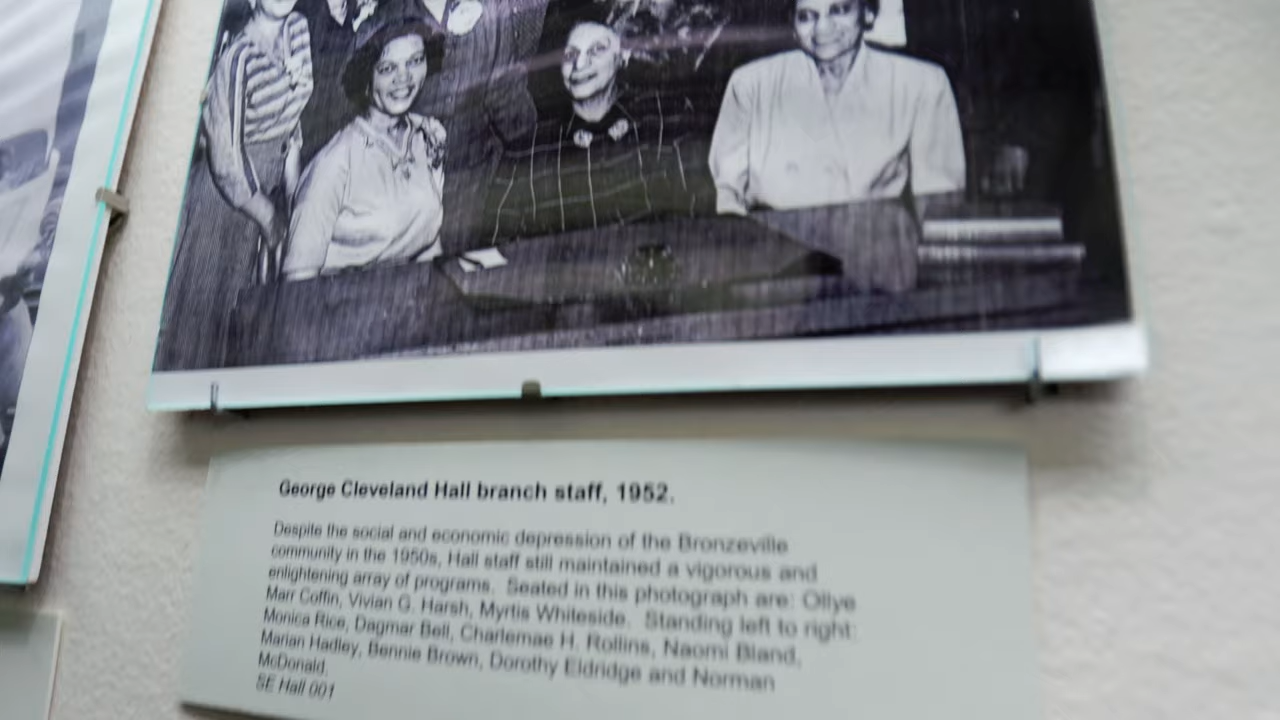 George Cleveland Hall branch staff, 1952.
Despite the social and economic depression of the Bronzeville
community in the 1950s, Hall staff still maintained a vigorous and
enlightening array of programs. Seated in this photograph are: Ollye
Marr Coffin, Vivian G. Harsh, Myrtis Whiteside. Standing left to right:
Monica Rice, Dagmar Bell, Charlemae H. Rollins, Naomi Bland,
Marian Hadley, Bennie Brown, Dorothy Eldridge and Norman
McDonald.
SE Hall 001